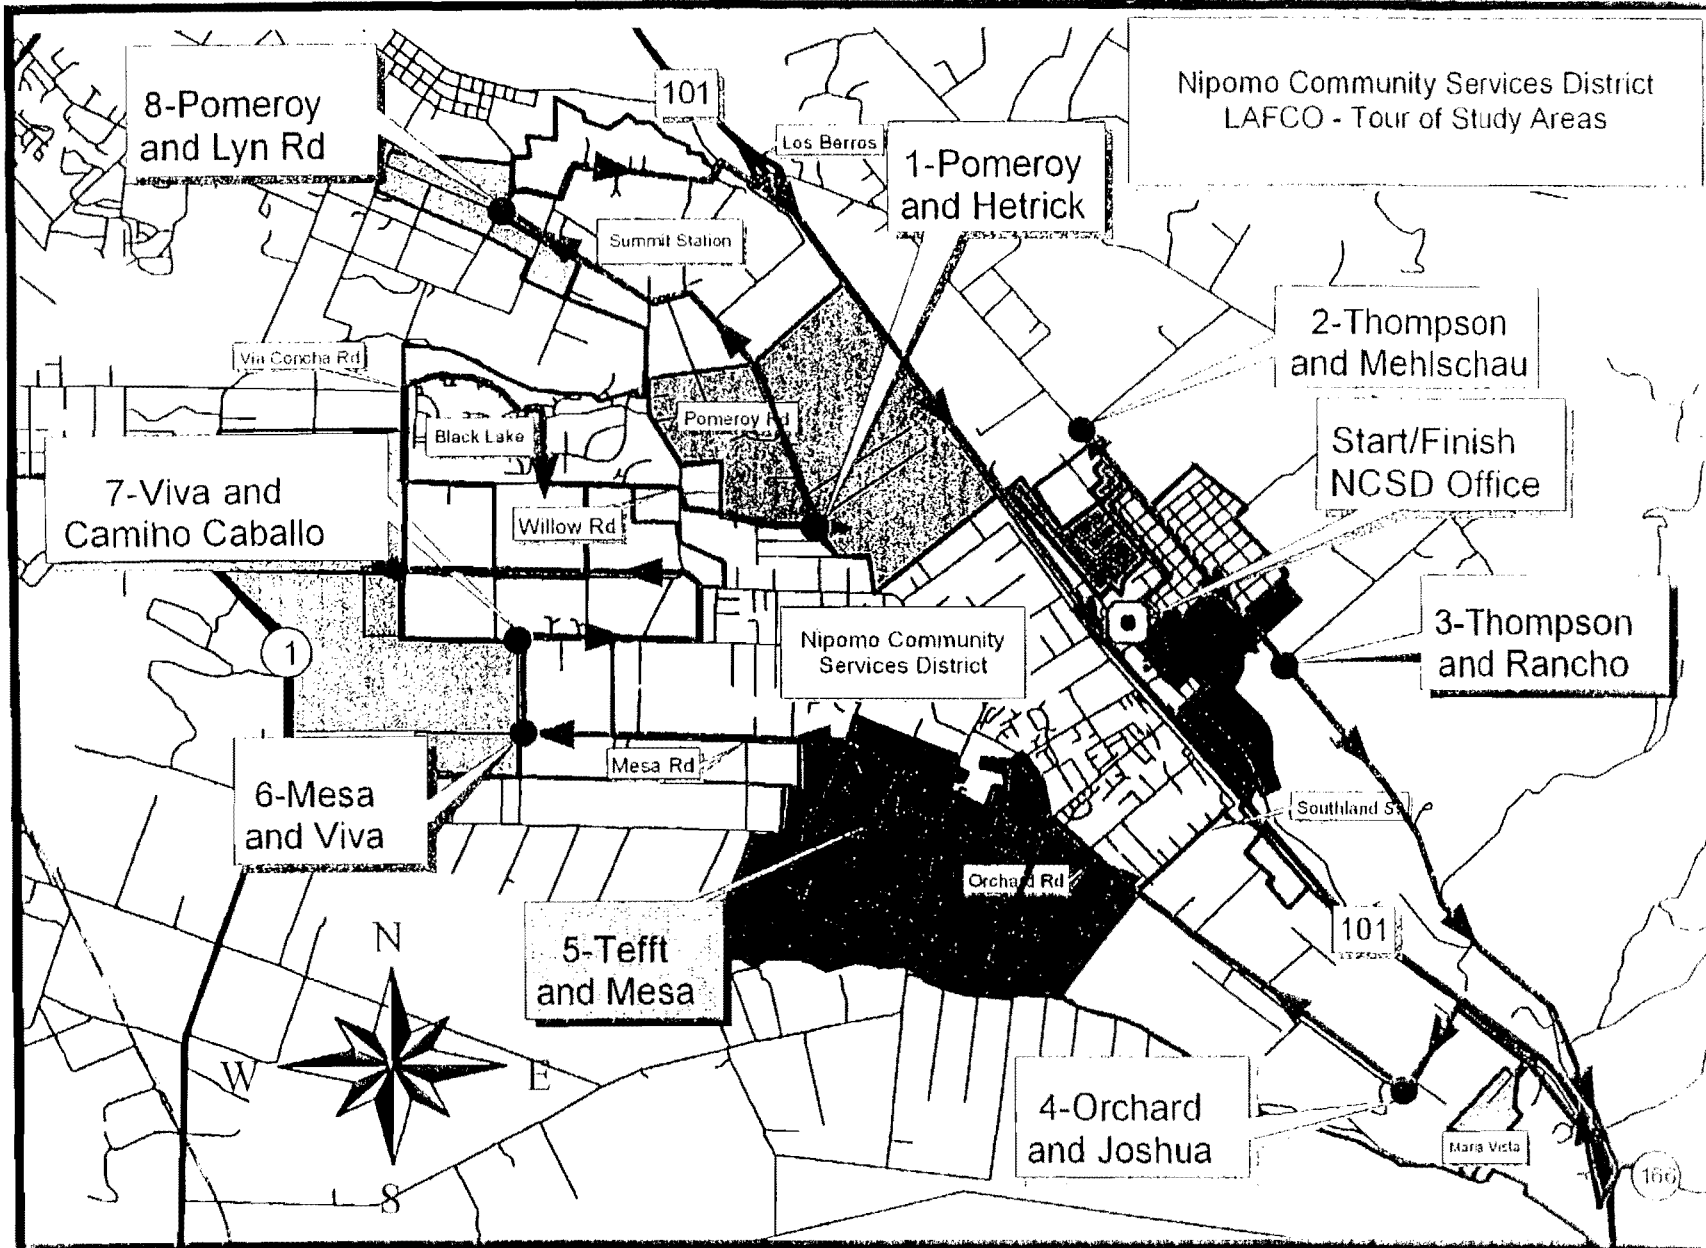 Nipomo Community Services District
LAFCO - Tour of Study Areas
8-Pomeroy
and Lyn Rd
101
Los Berros
1-Pomeroy
and Hetrick
Summit Station
2-Thompson
and Mehlschau
Via Concha Rd
Pomeroy Rd
Black Lake
Start/Finish
NCSD Office
7-Viva and
Camiho Caballo
Willow Rd
1
Nipomo Community
Services District
3-Thompson
and Rancho
Mesa Rd
6-Mesa
and Viva
Southland St
Orchard Rd
5-Tefft
and Mesa
101
N
W
E
S
4-Orchard
and Joshua
Maria Vista
166